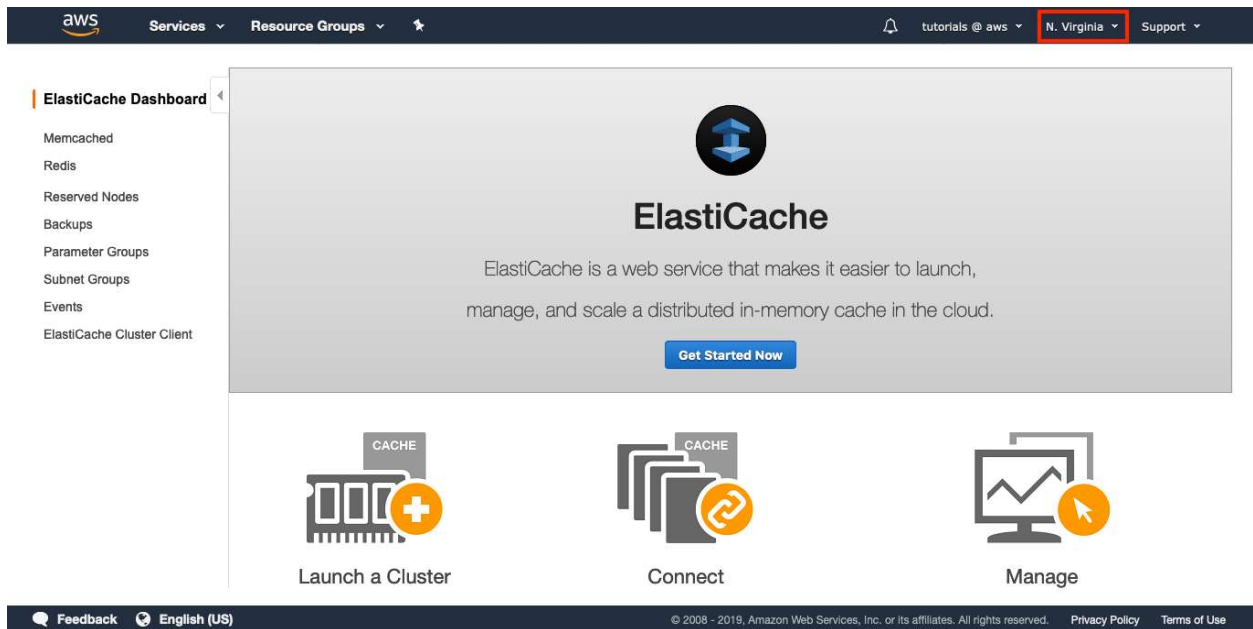 aws Services Resource Groups tutorials @ aws N. Virginia Support
ElastiCache Dashboard
Memcached
Redis
Reserved Nodes
Backups
Parameter Groups
Subnet Groups
Events
ElastiCache Cluster Client
ElastiCache
ElastiCache is a web service that makes it easier to launch,
manage, and scale a distributed in-memory cache in the cloud.
Get Started Now
CACHE
Launch a Cluster
CACHE
Connect
Manage
Feedback English (US) © 2008 - 2019, Amazon Web Services, Inc. or its affiliates. All rights reserved. Privacy Policy Terms of Use